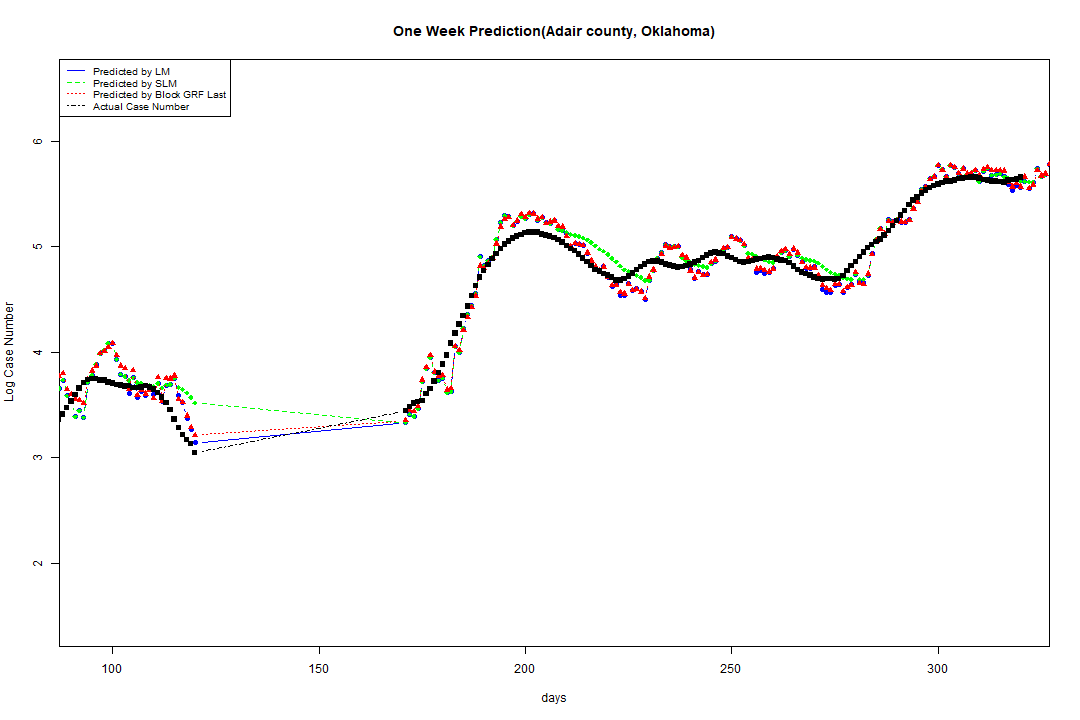 One Week Prediction(Adair county, Oklahoma)
Predicted by LM
Predicted by SLM
Predicted by Block GRF Last
Actual Case Number
6
5
4
3
2
Log Case Number
100 150 200 250 300
days